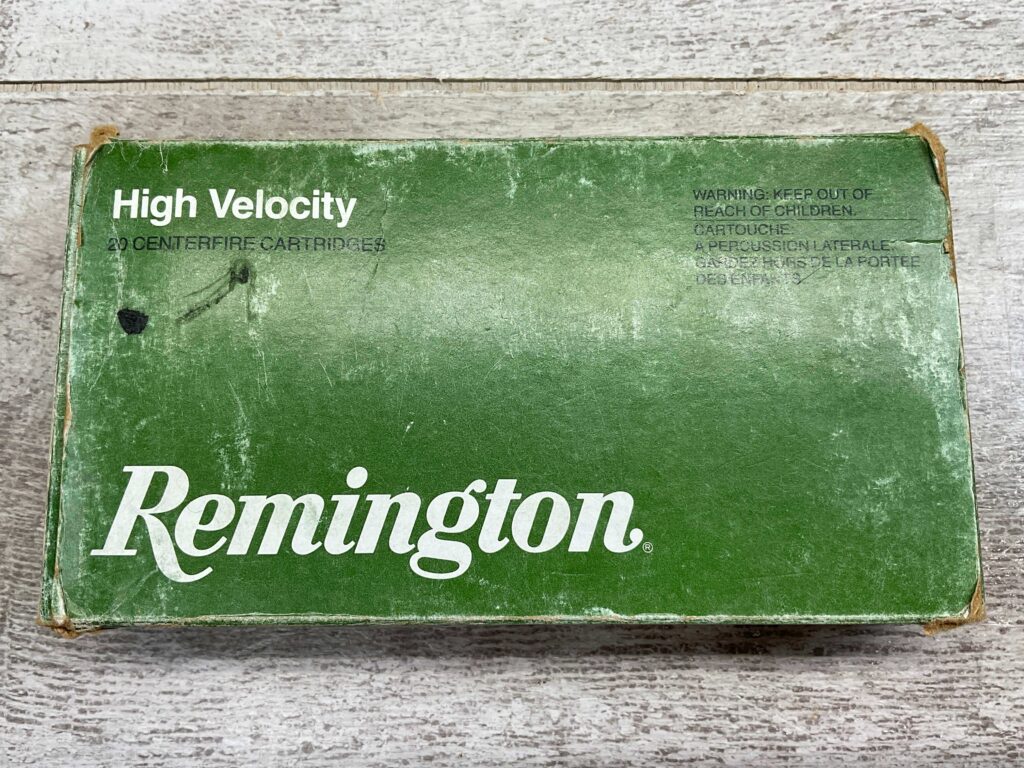 High Velocity
20 CENTERFIRE CARTRIDGES
WARNING: KEEP OUT OF
REACH OF CHILDREN.
CARTOUCHE:
A PERCUSSION LATERALE.
GARDEZ HORS DE LA PORTEE
DES ENFANTS
Remington®